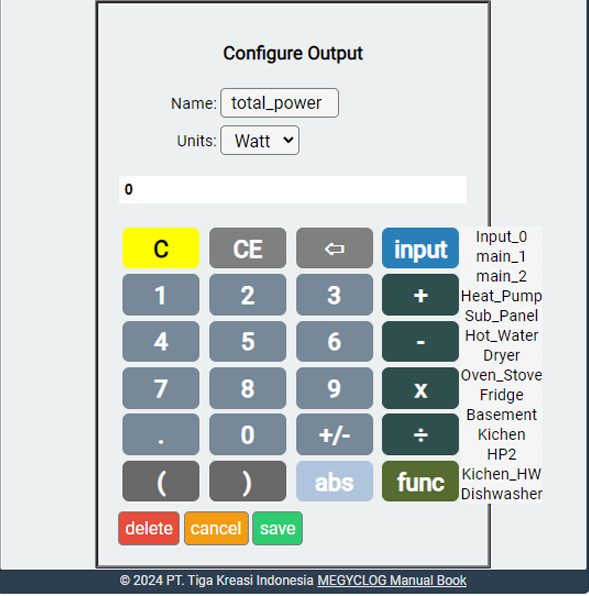 Configure Output
Name: total_power
Units: Watt
0
C CE ⇦ input
1 2 3 +
4 5 6 -
7 8 9 x
. 0 +/- ÷
( ) abs func
Input_0
main_1
main_2
Heat_Pump
Sub_Panel
Hot_Water
Dryer
Oven_Stove
Fridge
Basement
Kichen
HP2
Kichen_HW
Dishwasher
delete cancel save
© 2024 PT. Tiga Kreasi Indonesia MEGYCLOG Manual Book